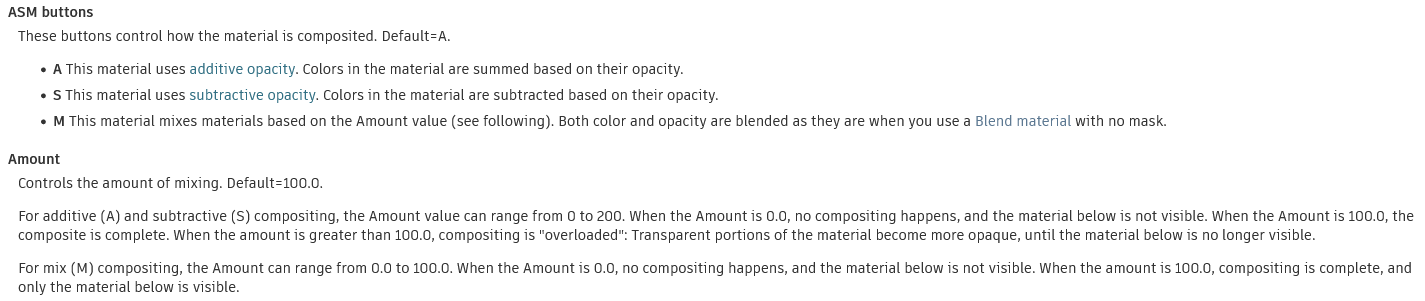 ASM buttons
These buttons control how the material is composited. Default=A.
• A This material uses additive opacity. Colors in the material are summed based on their opacity.
• S This material uses subtractive opacity. Colors in the material are subtracted based on their opacity.
• M This material mixes materials based on the Amount value (see following). Both color and opacity are blended as they are when you use a Blend material with no mask.
Amount
Controls the amount of mixing. Default=100.0.
For additive (A) and subtractive (S) compositing, the Amount value can range from 0 to 200. When the Amount is 0.0, no compositing happens, and the material below is not visible. When the Amount is 100.0, the
composite is complete. When the amount is greater than 100.0, compositing is "overloaded": Transparent portions of the material become more opaque, until the material below is no longer visible.
For mix (M) compositing, the Amount can range from 0.0 to 100.0. When the Amount is 0.0, no compositing happens, and the material below is not visible. When the amount is 100.0, compositing is complete, and
only the material below is visible.